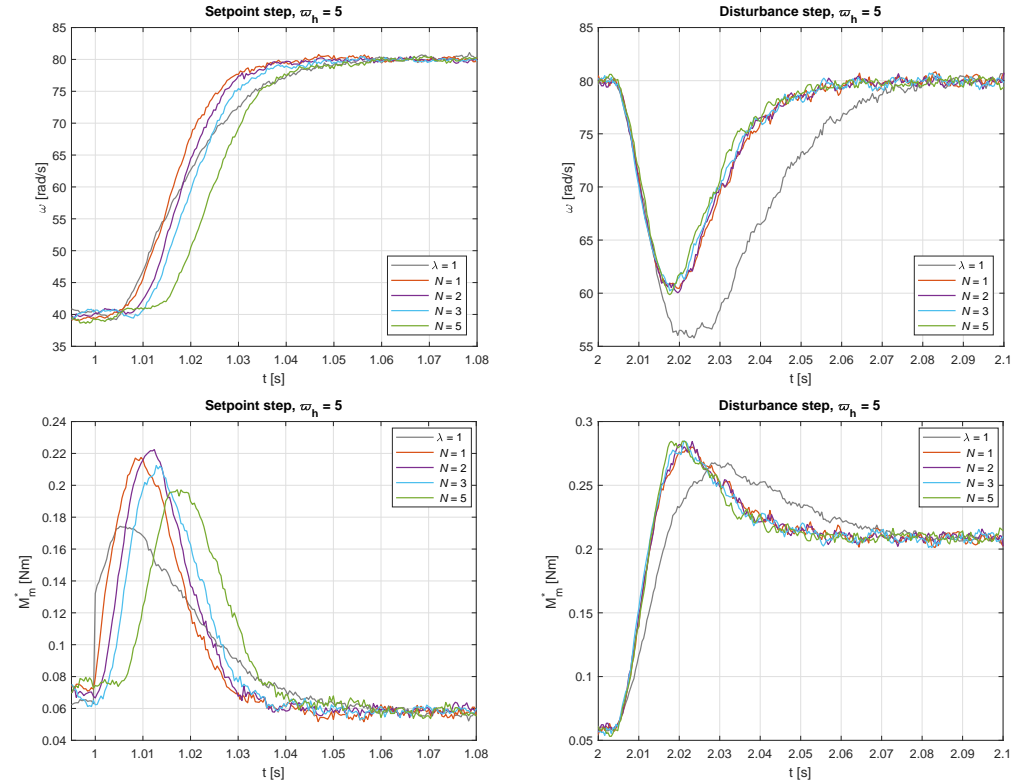 Setpoint step, ϖh = 5
ω [rad/s]
85
80
75
70
65
60
55
50
45
40
35
1
1.01
1.02
1.03
1.04
1.05
1.06
1.07
1.08
t [s]
λ = 1
N = 1
N = 2
N = 3
N = 5
Disturbance step, ϖh = 5
ω [rad/s]
85
80
75
70
65
60
55
2
2.01
2.02
2.03
2.04
2.05
2.06
2.07
2.08
2.09
2.1
t [s]
λ = 1
N = 1
N = 2
N = 3
N = 5
Setpoint step, ϖh = 5
M*m [Nm]
0.24
0.22
0.2
0.18
0.16
0.14
0.12
0.1
0.08
0.06
0.04
1
1.01
1.02
1.03
1.04
1.05
1.06
1.07
1.08
t [s]
λ = 1
N = 1
N = 2
N = 3
N = 5
Disturbance step, ϖh = 5
M*m [Nm]
0.3
0.25
0.2
0.15
0.1
0.05
2
2.01
2.02
2.03
2.04
2.05
2.06
2.07
2.08
2.09
2.1
t [s]
λ = 1
N = 1
N = 2
N = 3
N = 5